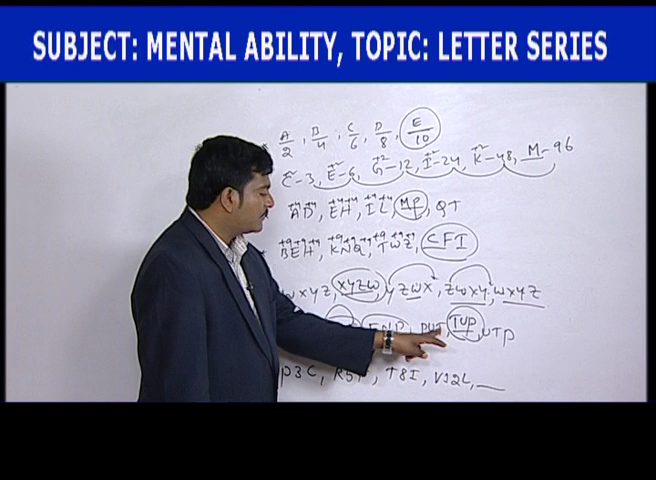 SUBJECT: MENTAL ABILITY, TOPIC: LETTER SERIES
A/2, B/4, C/6, D/8, E/10
C-3, E-6, G-12, I-24, K-48, M-96
AD, EH, IL, MP, QT
BEH, KNQ, TWZ, CFI
WXYZ, XYZW, YZWX, ZWXY, WXYZ
TUP, UTP
P3C, R5F, T8I, V12L, __